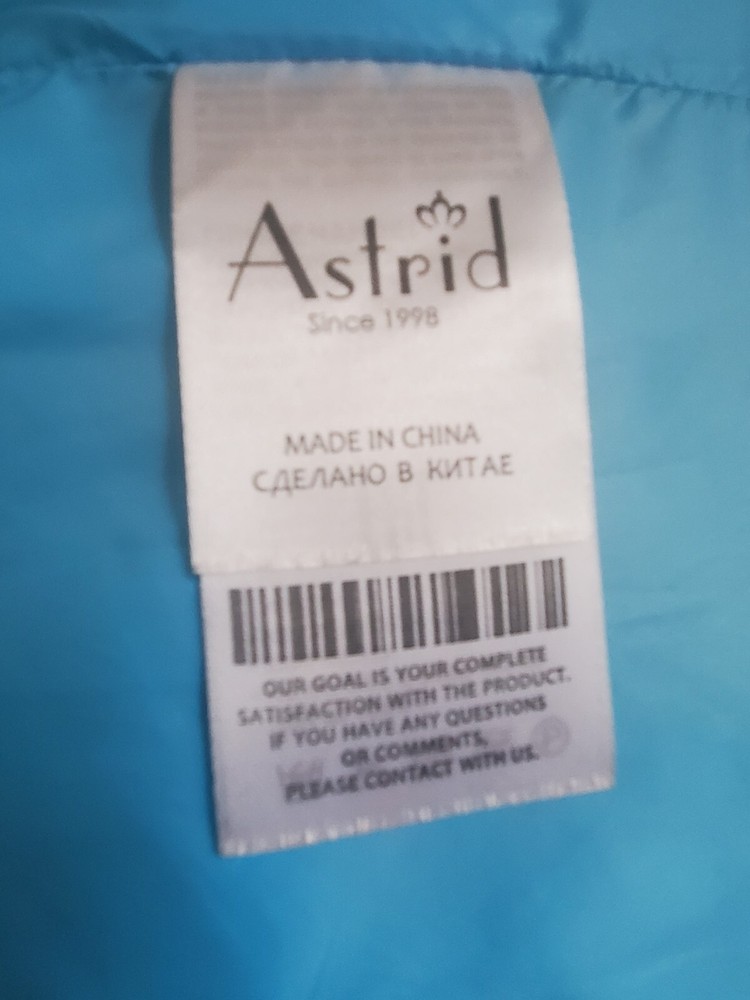 Astrid
Since 1998
MADE IN CHINA
СДЕЛАНО В КИТАЕ
OUR GOAL IS YOUR COMPLETE
SATISFACTION WITH THE PRODUCT.
IF YOU HAVE ANY QUESTIONS
OR COMMENTS,
PLEASE CONTACT WITH US.